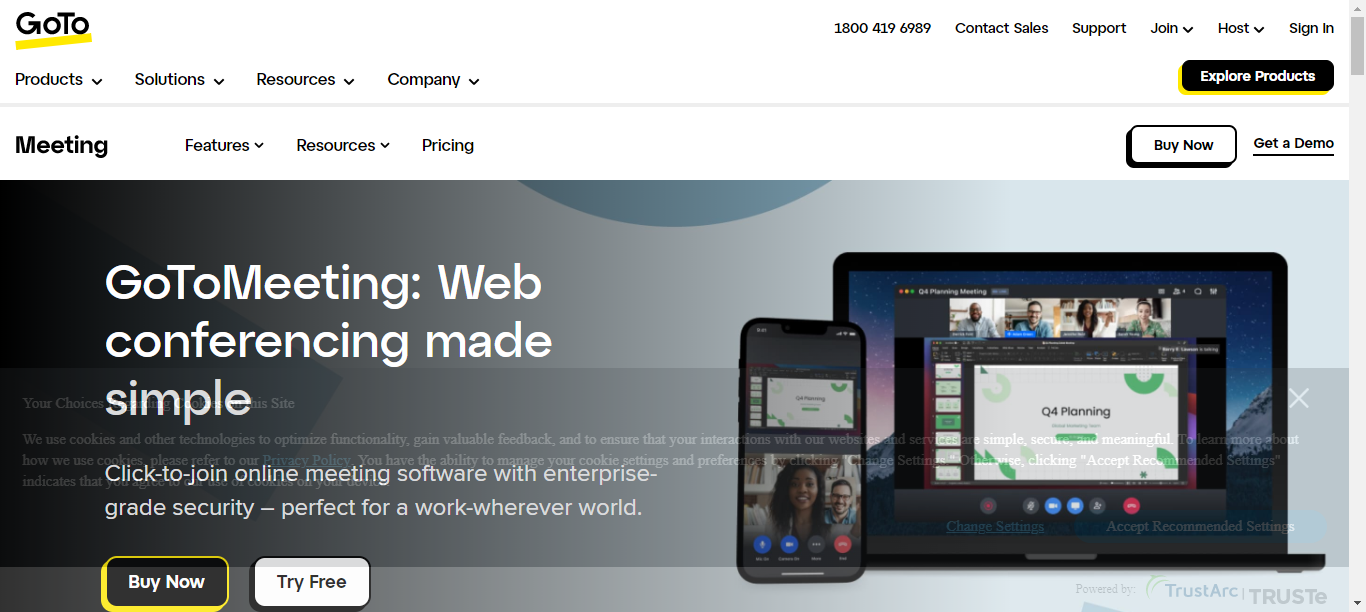 GoTo
1800 419 6989 Contact Sales Support Join Host Sign In
Products Solutions Resources Company
Explore Products
Meeting Features Resources Pricing
Buy Now Get a Demo
GoToMeeting: Web
conferencing made
simple
Click-to-join online meeting software with enterprise-
grade security – perfect for a work-wherever world.
Buy Now Try Free
Your Choices Regarding Cookies on this Site
We use cookies and other technologies to optimize functionality, gain valuable feedback, and to ensure that your interactions with our websites and services are simple, secure, and meaningful. To learn more about
how we use cookies, please refer to our Privacy Policy. You have the ability to manage your cookie settings and preferences by clicking "Change Settings." Otherwise, clicking "Accept Recommended Settings"
indicates that you agree to our use of cookies on your device.
Change Settings Accept Recommended Settings
Powered by: TrustArc | TRUSTe
Q4 Planning Meeting
Q4 Planning
Global Marketing Team